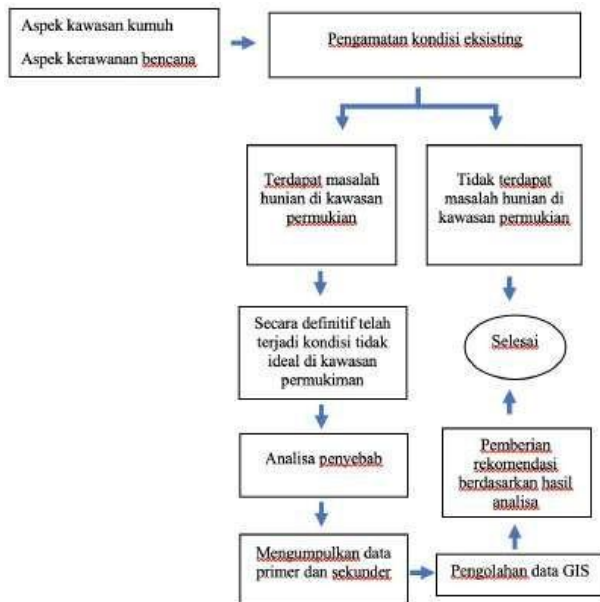 Aspek kawasan kumuh
Aspek kerawanan bencana
Pengamatan kondisi eksisting
Terdapat masalah
hunian di kawasan
permukian
Tidak terdapat
masalah hunian di
kawasan permukian
Secara definitif telah
terjadi kondisi tidak
ideal di kawasan
permukiman
Selesai
Analisa penyebab
Pemberian
rekomendasi
berdasarkan hasil
analisa
Mengumpulkan data
primer dan sekunder
Pengolahan data GIS